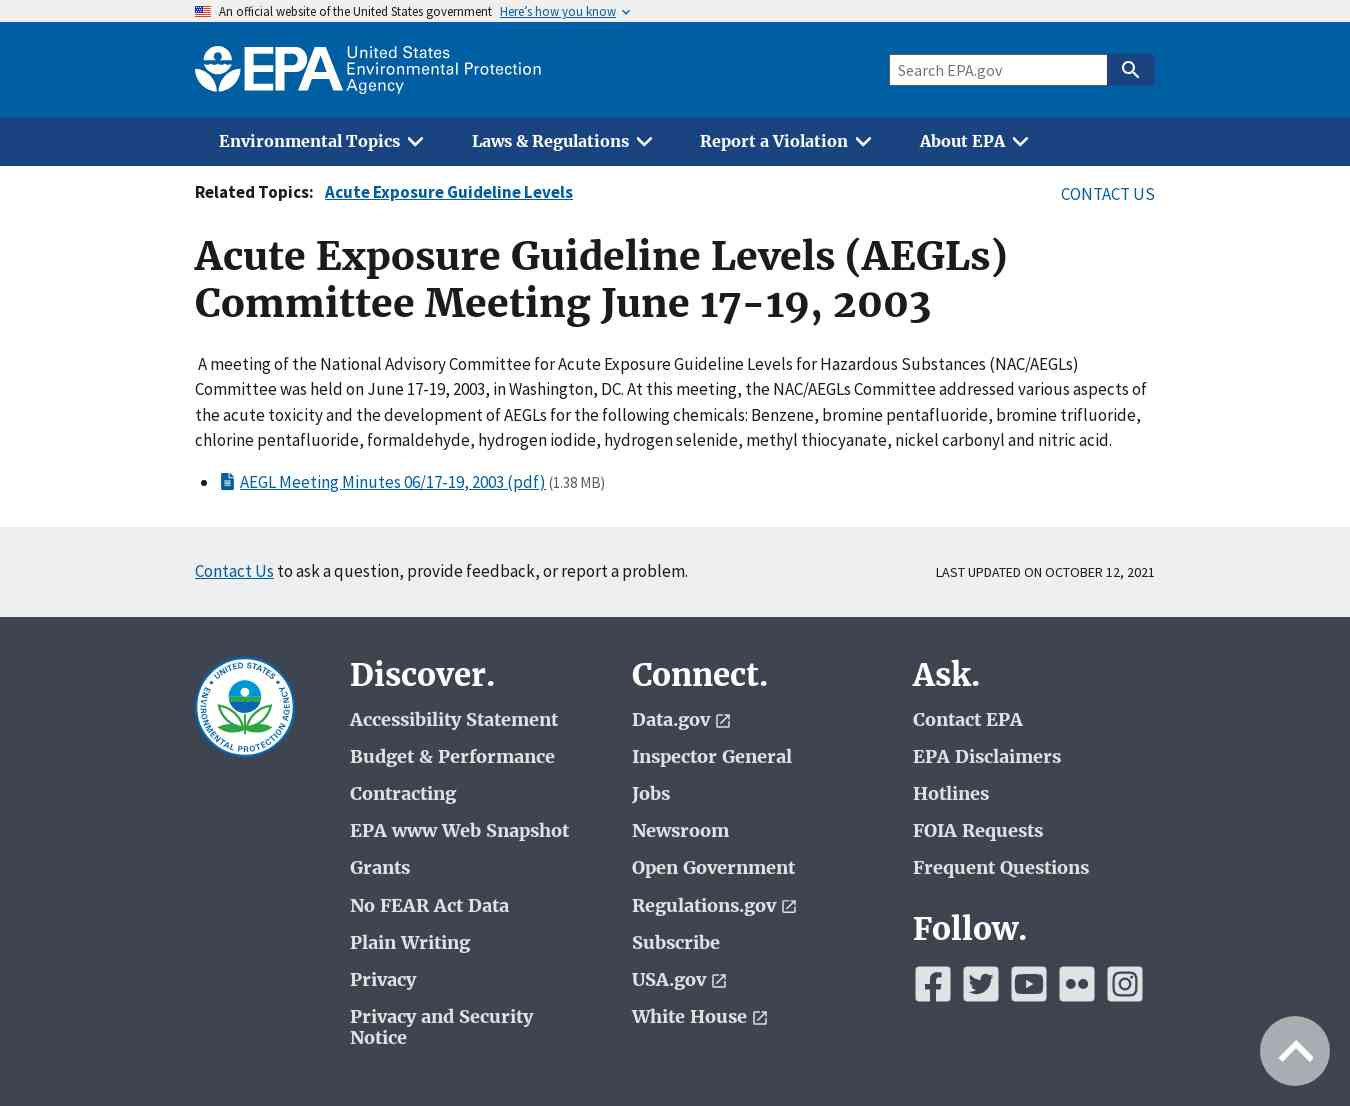 An official website of the United States government Here's how you know
EPA United States
Environmental Protection
Agency
Search EPA.gov
Environmental Topics
Laws & Regulations
Report a Violation
About EPA
Related Topics: Acute Exposure Guideline Levels
CONTACT US
Acute Exposure Guideline Levels (AEGLs)
Committee Meeting June 17-19, 2003
A meeting of the National Advisory Committee for Acute Exposure Guideline Levels for Hazardous Substances (NAC/AEGLs)
Committee was held on June 17-19, 2003, in Washington, DC. At this meeting, the NAC/AEGLs Committee addressed various aspects of
the acute toxicity and the development of AEGLs for the following chemicals: Benzene, bromine pentafluoride, bromine trifluoride,
chlorine pentafluoride, formaldehyde, hydrogen iodide, hydrogen selenide, methyl thiocyanate, nickel carbonyl and nitric acid.
AEGL Meeting Minutes 06/17-19, 2003 (pdf) (1.38 MB)
Contact Us to ask a question, provide feedback, or report a problem.
LAST UPDATED ON OCTOBER 12, 2021
UNITED STATES
ENVIRONMENTAL PROTECTION AGENCY
Discover.
Accessibility Statement
Budget & Performance
Contracting
EPA www Web Snapshot
Grants
No FEAR Act Data
Plain Writing
Privacy
Privacy and Security
Notice
Connect.
Data.gov
Inspector General
Jobs
Newsroom
Open Government
Regulations.gov
Subscribe
USA.gov
White House
Ask.
Contact EPA
EPA Disclaimers
Hotlines
FOIA Requests
Frequent Questions
Follow.